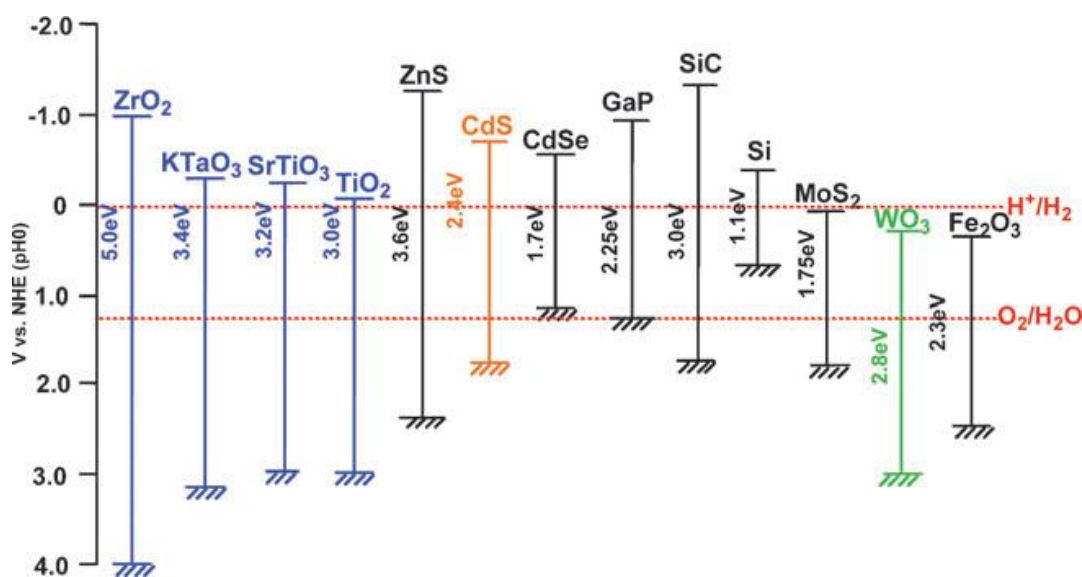 -2.0
-1.0
0
1.0
2.0
3.0
4.0
V vs. NHE (pH0)
ZrO₂
5.0eV
KTaO₃
3.4eV
SrTiO₃
3.2eV
TiO₂
3.0eV
ZnS
3.6eV
CdS
2.4eV
CdSe
1.7eV
GaP
2.25eV
SiC
3.0eV
Si
1.1eV
MoS₂
1.75eV
WO₃
2.8eV
Fe₂O₃
2.3eV
H⁺/H₂
O₂/H₂O